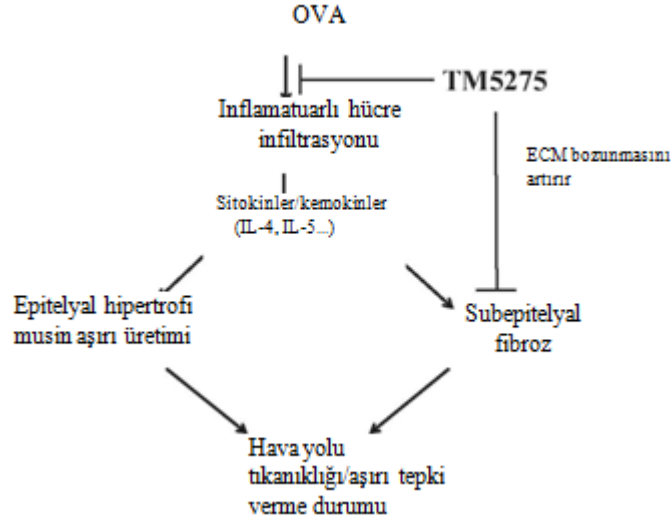 OVA
TM5275
Inflamatuarlı hücre
infiltrasyonu
ECM bozunmasını
artırir
Sitokinler/kemokinler
(IL-4, IL-5...)
Epitelyal hipertrofi
musin aşırı üretimi
Subepitelyal
fibroz
Hava yolu
tıkanıklığı/aşırı tepki
verme durumu